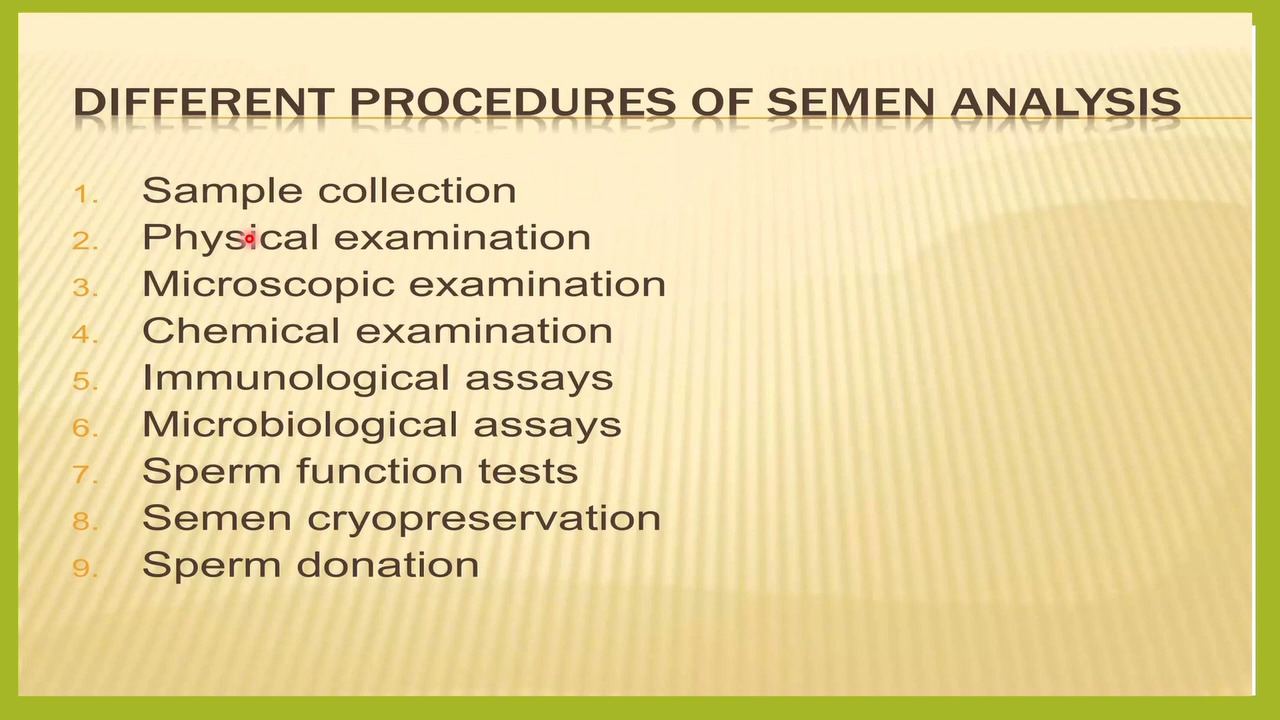 DIFFERENT PROCEDURES OF SEMEN ANALYSIS
1. Sample collection
2. Physical examination
3. Microscopic examination
4. Chemical examination
5. Immunological assays
6. Microbiological assays
7. Sperm function tests
8. Semen cryopreservation
9. Sperm donation